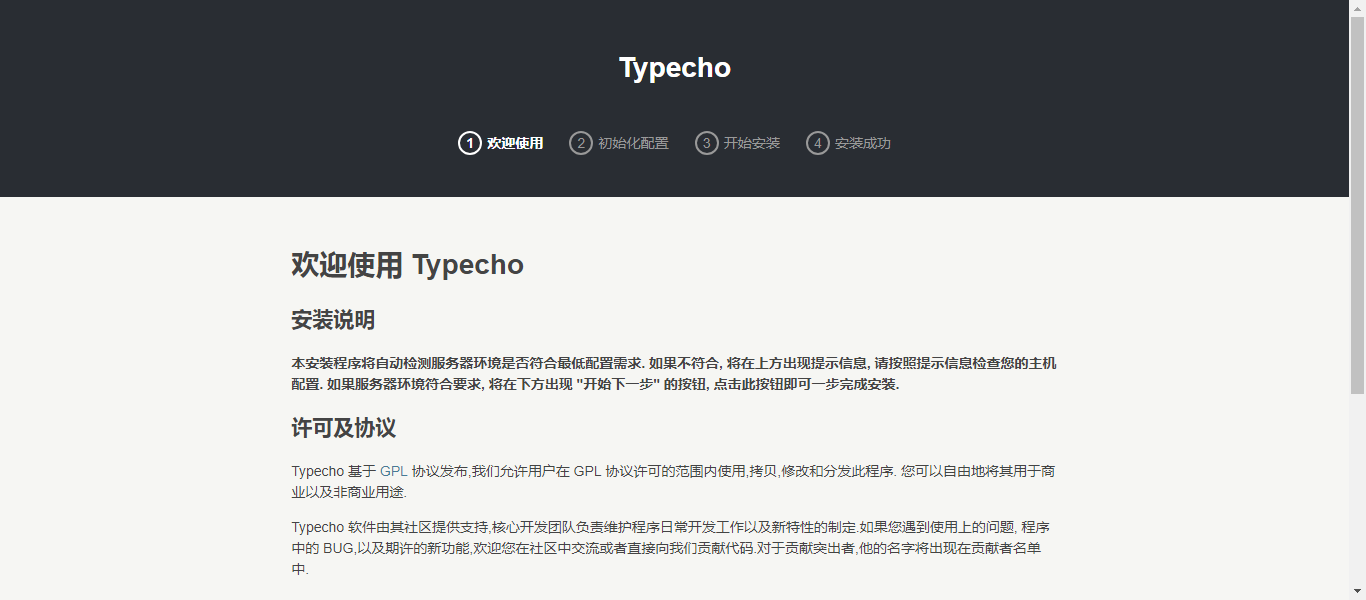 Typecho
1 欢迎使用 2 初始化配置 3 开始安装 4 安装成功
欢迎使用 Typecho
安装说明
本安装程序将自动检测服务器环境是否符合最低配置需求. 如果不符合, 将在上方出现提示信息, 请按照提示信息检查您的主机
配置. 如果服务器环境符合要求, 将在下方出现 "开始下一步" 的按钮, 点击此按钮即可一步完成安装.
许可及协议
Typecho 基于 GPL 协议发布,我们允许用户在 GPL 协议许可的范围内使用,拷贝,修改和分发此程序. 您可以自由地将其用于商
业以及非商业用途.
Typecho 软件由其社区提供支持,核心开发团队负责维护程序日常开发工作以及新特性的制定.如果您遇到使用上的问题, 程序
中的 BUG,以及期许的新功能,欢迎您在社区中交流或者直接向我们贡献代码.对于贡献突出者,他的名字将出现在贡献者名单
中.